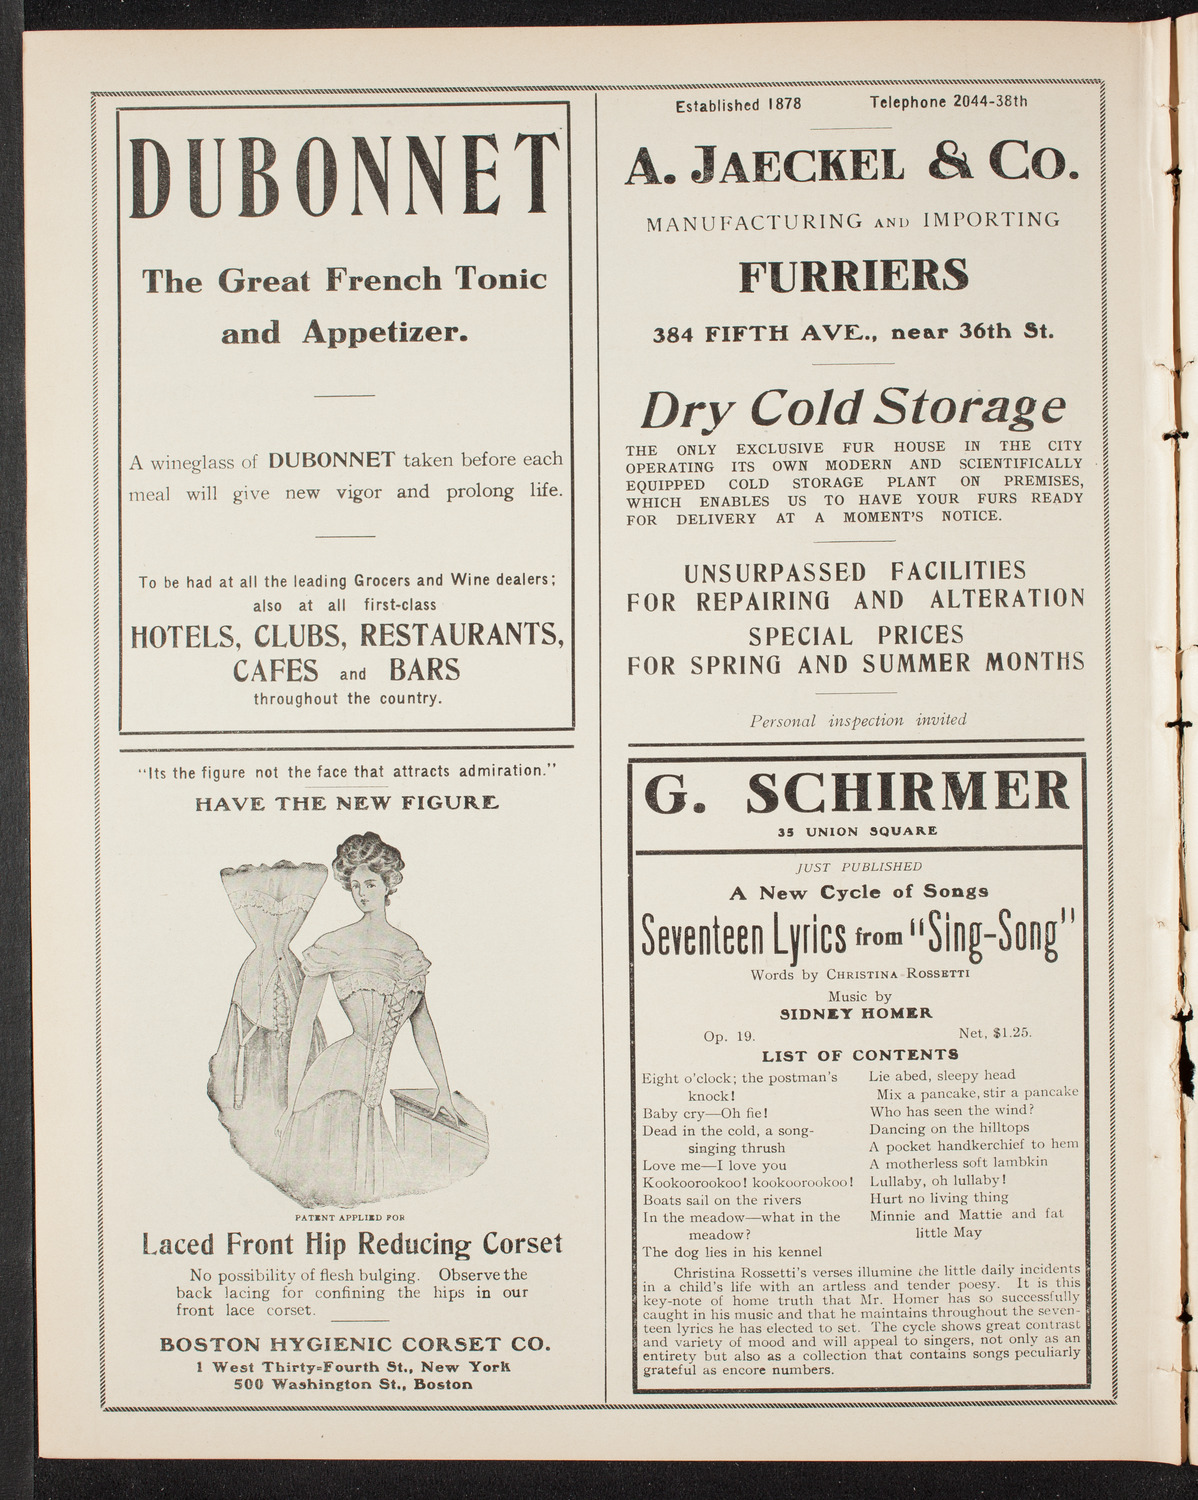 DUBONNET
The Great French Tonic
and Appetizer.
A wineglass of DUBONNET taken before each
meal will give new vigor and prolong life.
To be had at all the leading Grocers and Wine dealers;
also at all first-class
HOTELS, CLUBS, RESTAURANTS,
CAFES and BARS
throughout the country.
"Its the figure not the face that attracts admiration."
HAVE THE NEW FIGURE
PATENT APPLIED FOR
Laced Front Hip Reducing Corset
No possibility of flesh bulging. Observe the
back lacing for confining the hips in our
front lace corset.
BOSTON HYGIENIC CORSET CO.
1 West Thirty=Fourth St., New York
500 Washington St., Boston
Established 1878 Telephone 2044-38th
A. JAECKEL & CO.
MANUFACTURING AND IMPORTING
FURRIERS
384 FIFTH AVE., near 36th St.
Dry Cold Storage
THE ONLY EXCLUSIVE FUR HOUSE IN THE CITY
OPERATING ITS OWN MODERN AND SCIENTIFICALLY
EQUIPPED COLD STORAGE PLANT ON PREMISES,
WHICH ENABLES US TO HAVE YOUR FURS READY
FOR DELIVERY AT A MOMENT'S NOTICE.
UNSURPASSED FACILITIES
FOR REPAIRING AND ALTERATION
SPECIAL PRICES
FOR SPRING AND SUMMER MONTHS
Personal inspection invited
G. SCHIRMER
35 UNION SQUARE
JUST PUBLISHED
A New Cycle of Songs
Seventeen Lyrics from "Sing-Song"
Words by CHRISTINA ROSSETTI
Music by
SIDNEY HOMER
Op. 19. Net, $1.25.
LIST OF CONTENTS
Eight o'clock; the postman's
knock!
Baby cry—Oh fie!
Dead in the cold, a song-
singing thrush
Love me—I love you
Kookoorookoo! kookoorookoo!
Boats sail on the rivers
In the meadow—what in the
meadow?
The dog lies in his kennel
Lie abed, sleepy head
Mix a pancake, stir a pancake
Who has seen the wind?
Dancing on the hilltops
A pocket handkerchief to hem
A motherless soft lambkin
Lullaby, oh lullaby!
Hurt no living thing
Minnie and Mattie and fat
little May
Christina Rossetti's verses illumine the little daily incidents
in a child's life with an artless and tender poesy. It is this
key-note of home truth that Mr. Homer has so successfully
caught in his music and that he maintains throughout the seven-
teen lyrics he has elected to set. The cycle shows great contrast
and variety of mood and will appeal to singers, not only as an
entirety but also as a collection that contains songs peculiarly
grateful as encore numbers.